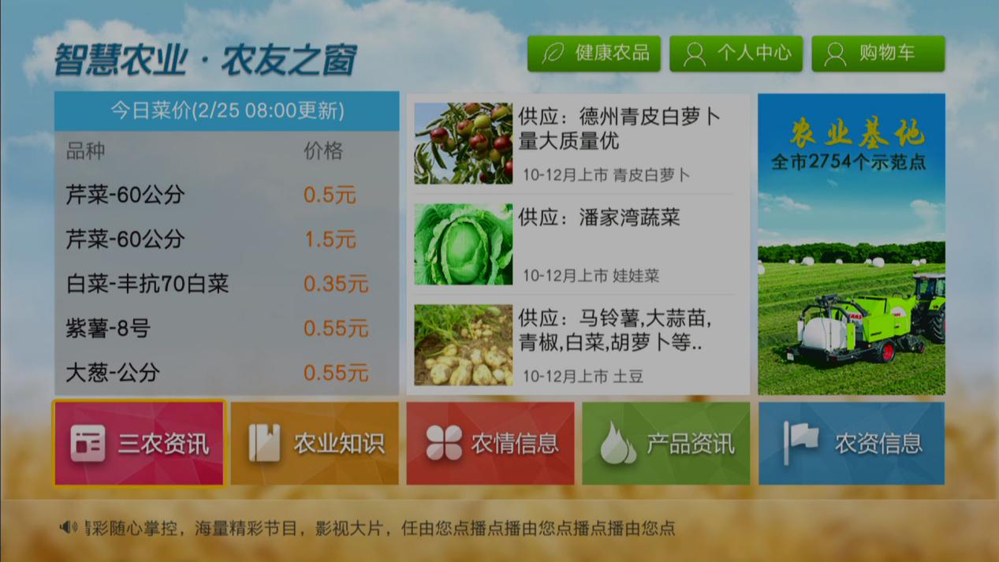 智慧农业·农友之窗
健康农品
个人中心
购物车
今日菜价(2/25 08:00更新)
品种 价格
芹菜-60公分 0.5元
芹菜-60公分 1.5元
白菜-丰抗70白菜 0.35元
紫薯-8号 0.55元
大葱-公分 0.55元
供应：德州青皮白萝卜
量大质量优
10-12月上市 青皮白萝卜
供应：潘家湾蔬菜
10-12月上市 娃娃菜
供应：马铃薯,大蒜苗,
青椒,白菜,胡萝卜等..
10-12月上市 土豆
农业基地
全市2754个示范点
三农资讯
农业知识
农情信息
产品资讯
农资信息
彩随心掌控，海量精彩节目，影视大片，任由您点播点播由您点播点播由您点